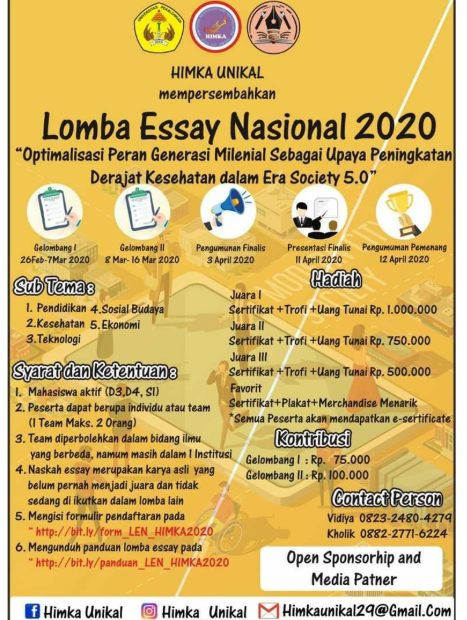 HIMKA
HIMKA UNIKAL
mempersembahkan
Lomba Essay Nasional 2020
"Optimalisasi Peran Generasi Milenial Sebagai Upaya Peningkatan
Derajat Kesehatan dalam Era Society 5.0"
Gelombang I
26Feb-7Mar 2020
Gelombang II
8 Mar-16 Mar 2020
Pengumunan Finalis
3 April 2020
Presentasi Finalis
11 April 2020
Pengumuman Pemenang
12 April 2020
Sub Tema:
1. Pendidikan 4.Sosial Budaya
2.Kesehatan 5.Ekonomi
3.Teknologi
Syarat dan Ketentuan:
1. Mahasiswa aktif (D3,D4, S1)
2. Peserta dapat berupa individu atau team
(1 Team Maks. 2 Orang)
3. Team diperbolehkan dalam bidang ilmu
yang berbeda, namum masih dalam 1 Institusi
4. Naskah essay merupakan karya asli yang
belum pernah menjadi juara dan tidak
sedang di ikutkan dalam lomba lain
5. Mengisi formulir pendaftaran pada
" http://bit.ly/form_LEN_HIMKA2020
6. Mengunduh panduan lomba essay pada
" http://bit.ly/panduan_LEN_HIMKA2020
Hadiah
Juara I
Sertifikat +Trofi +Uang Tunai Rp. 1.000.000
Juara II
Sertifikat +Trofi +Uang Tunai Rp. 750.000
Juara III
Sertifikat +Trofi +Uang Tunai Rp. 500.000
Favorit
Sertifikat+Plakat+Merchandise Menarik
*Semua Peserta akan mendapatkan e-sertificate
Kontribusi
Gelombang I : Rp. 75.000
Gelombang II : Rp. 100.000
Contact Person
Vidiya 0823-2480-4279
Kholik 0882-2771-6224
Open Sponsorhip and
Media Patner
Himka Unikal
Himka_Unikal
Himkaunikal29@Gmail.Com